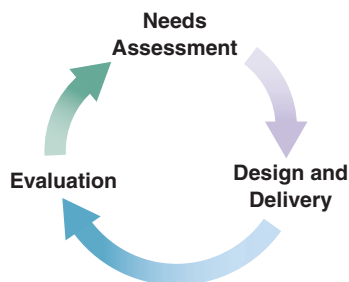 Needs
Assessment
Design and
Delivery
Evaluation